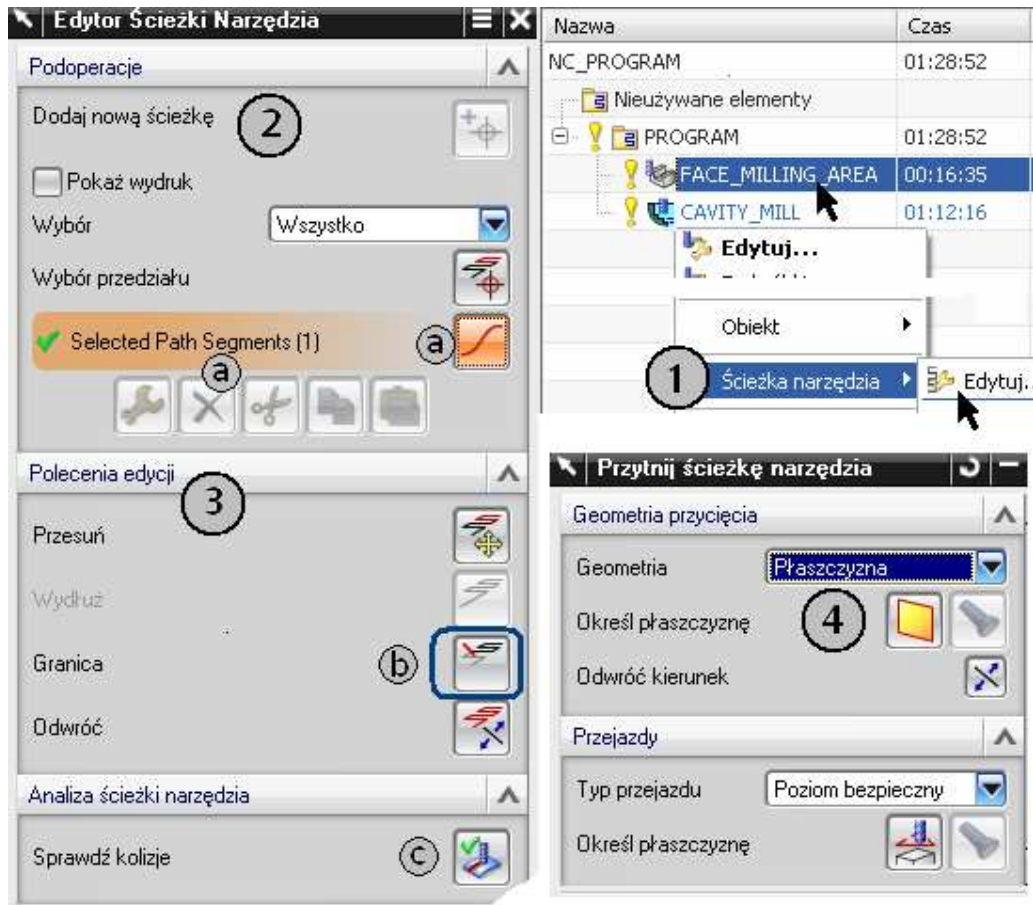 Edytor Ścieżki Narzędzia
Podoperacje
Dodaj nową ścieżkę
2
Pokaż wydruk
Wybór
Wszystko
Wybór przedziału
Selected Path Segments (1)
a
a
Polecenia edycji
3
Przesuń
Wydłuż
Granica
b
Odwróć
Analiza ścieżki narzędzia
Sprawdź kolizje
c
Nazwa Czas
NC_PROGRAM 01:28:52
Nieużywane elementy
PROGRAM 01:28:52
FACE_MILLING_AREA 00:16:35
CAVITY_MILL 01:12:16
Edytuj...
Obiekt
1
Ścieżka narzędzia
Edytuj.
Przytnij ścieżkę narzędzia
Geometria przycięcia
Geometria
Płaszczyzna
Określ płaszczyznę
4
Odwróć kierunek
Przejazdy
Typ przejazdu
Poziom bezpieczny
Określ płaszczyznę